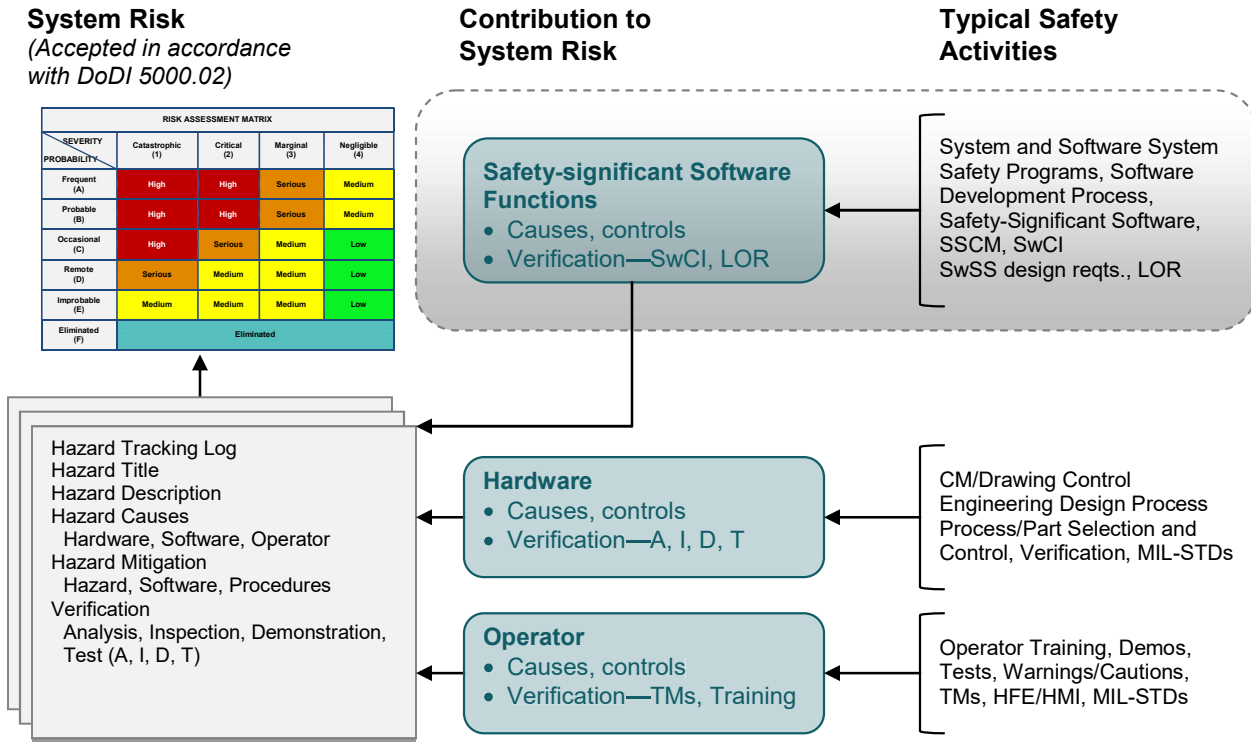 System Risk
(Accepted in accordance
with DoDI 5000.02)
Contribution to
System Risk
Typical Safety
Activities
RISK ASSESSMENT MATRIX
SEVERITY
PROBABILITY
Catastrophic
(1)
Critical
(2)
Marginal
(3)
Negligible
(4)
Frequent
(A)
High
High
Serious
Medium
Probable
(B)
High
High
Serious
Medium
Occasional
(C)
High
Serious
Medium
Low
Remote
(D)
Serious
Medium
Medium
Low
Improbable
(E)
Medium
Medium
Medium
Low
Eliminated
(F)
Eliminated
Safety-significant Software
Functions
• Causes, controls
• Verification—SwCI, LOR
System and Software System
Safety Programs, Software
Development Process,
Safety-Significant Software,
SSCM, SwCI
SwSS design reqts., LOR
Hazard Tracking Log
Hazard Title
Hazard Description
Hazard Causes
Hardware, Software, Operator
Hazard Mitigation
Hazard, Software, Procedures
Verification
Analysis, Inspection, Demonstration,
Test (A, I, D, T)
Hardware
• Causes, controls
• Verification—A, I, D, T
CM/Drawing Control
Engineering Design Process
Process/Part Selection and
Control, Verification, MIL-STDs
Operator
• Causes, controls
• Verification—TMs, Training
Operator Training, Demos,
Tests, Warnings/Cautions,
TMs, HFE/HMI, MIL-STDs